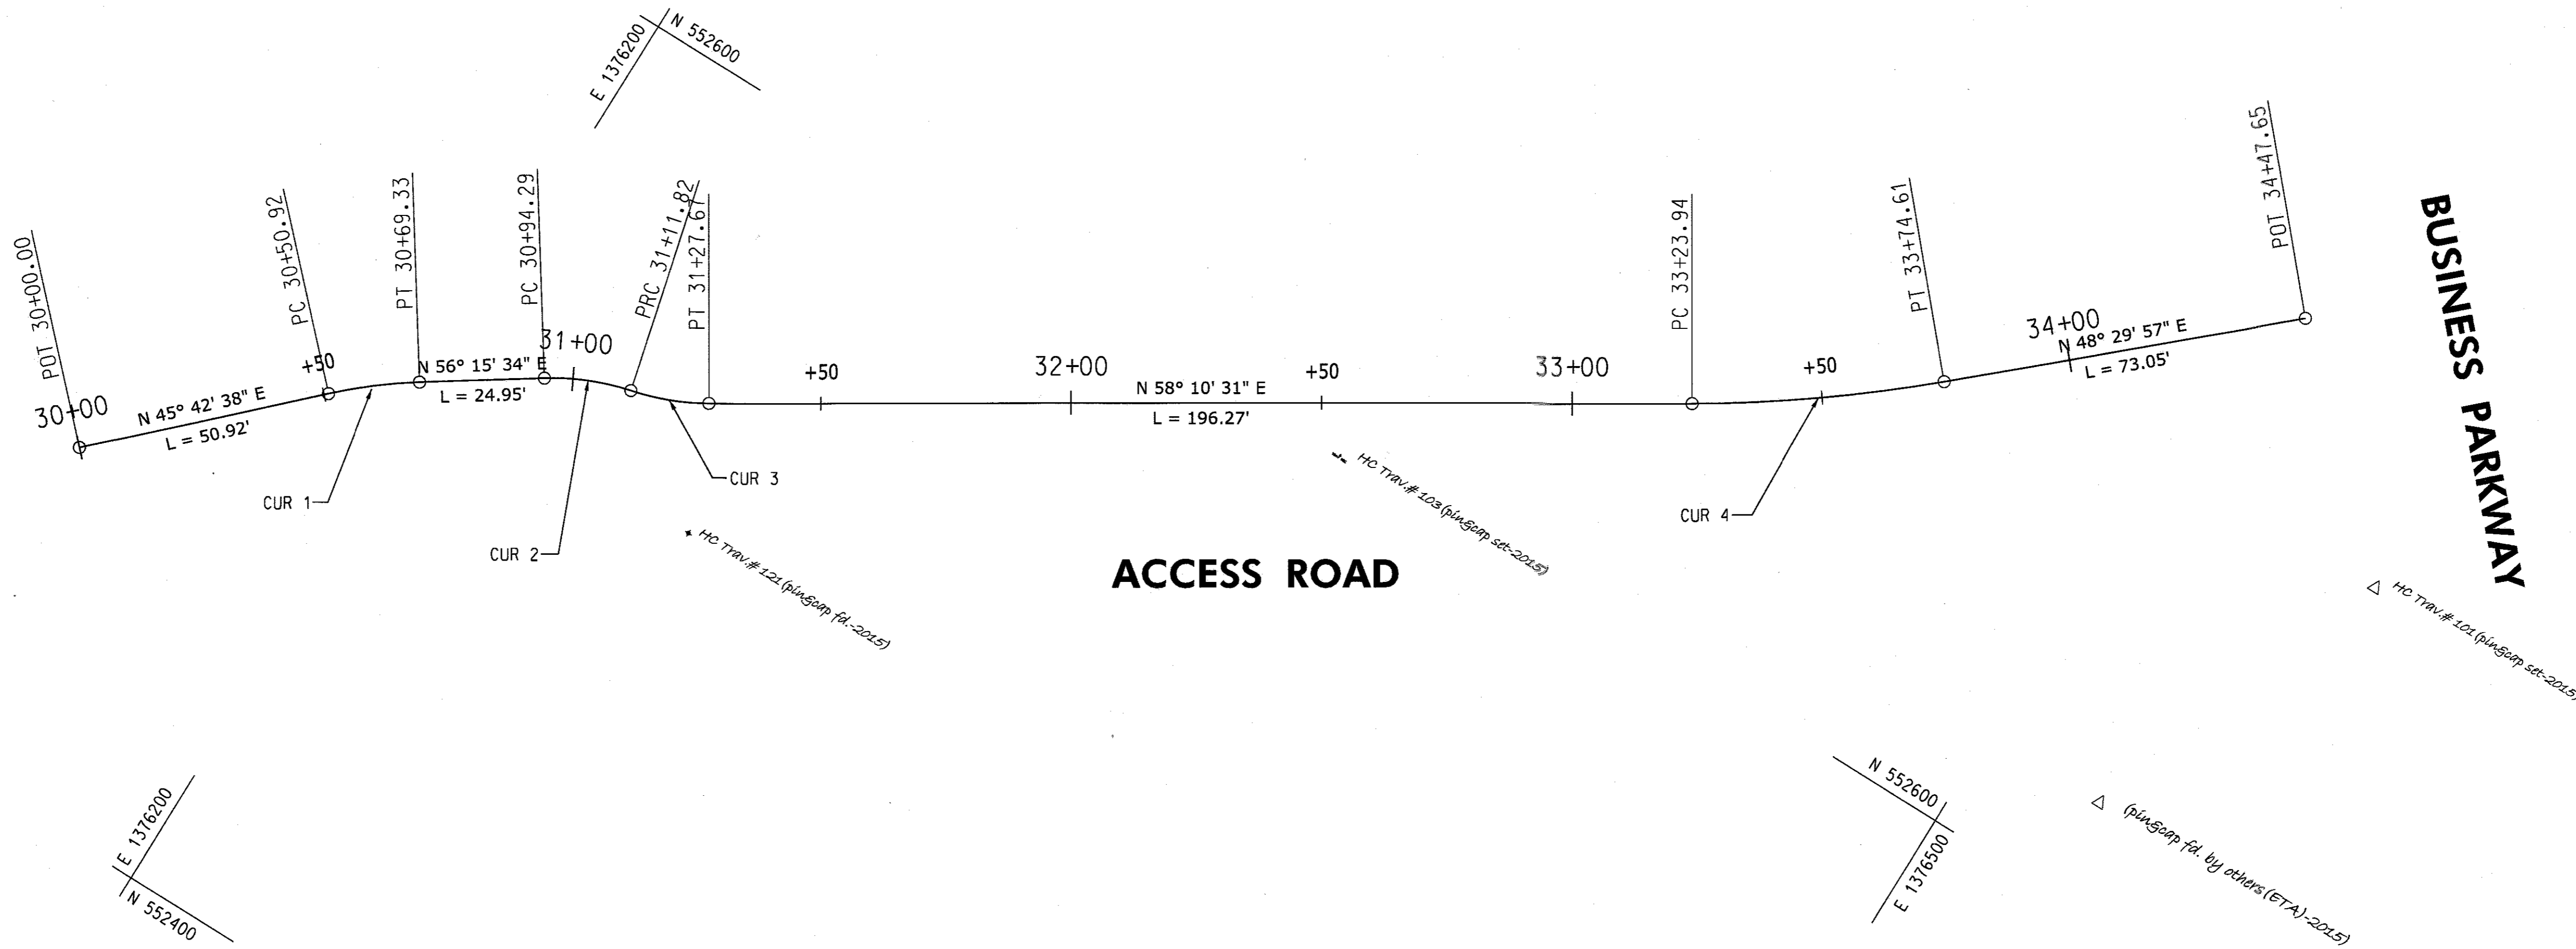 N 552600
E 1376200
POT 30+00.00
PC 30+50.92
PT 30+69.33
PC 30+94.29
PRC 31+11.82
PT 31+27.67
PC 33+23.94
PT 33+74.61
POT 34+47.65
BUSINESS PARKWAY
30+00
N 45° 42' 38" E
L = 50.92'
+50
N 56° 15' 34" E
L = 24.95'
31+00
+50
32+00
N 58° 10' 31" E
L = 196.27'
+50
33+00
+50
34+00
N 48° 29' 57" E
L = 73.05'
CUR 1
CUR 2
CUR 3
CUR 4
HC Trav.# 121 (pin&cap fd.-2015)
HC Trav.# 103 (pin&cap set-2015)
ACCESS ROAD
HC Trav.# 101 (pin&cap set-2015)
E 1376200
N 552400
N 552600
E 1376500
(pin&cap fd. by others (ETA)-2015)